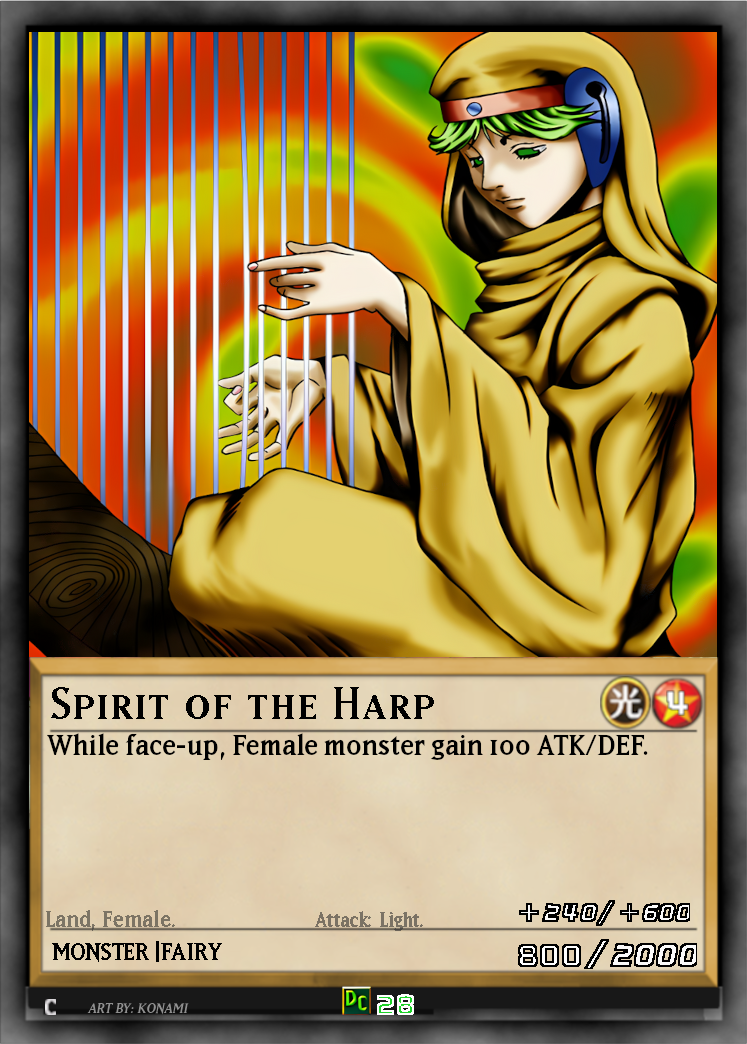 Spirit of the Harp
光 4
While face-up, Female monster gain 100 ATK/DEF.
Land, Female. Attack: Light. +240/+600
MONSTER |FAIRY 800/2000
C ART BY: KONAMI DC 28